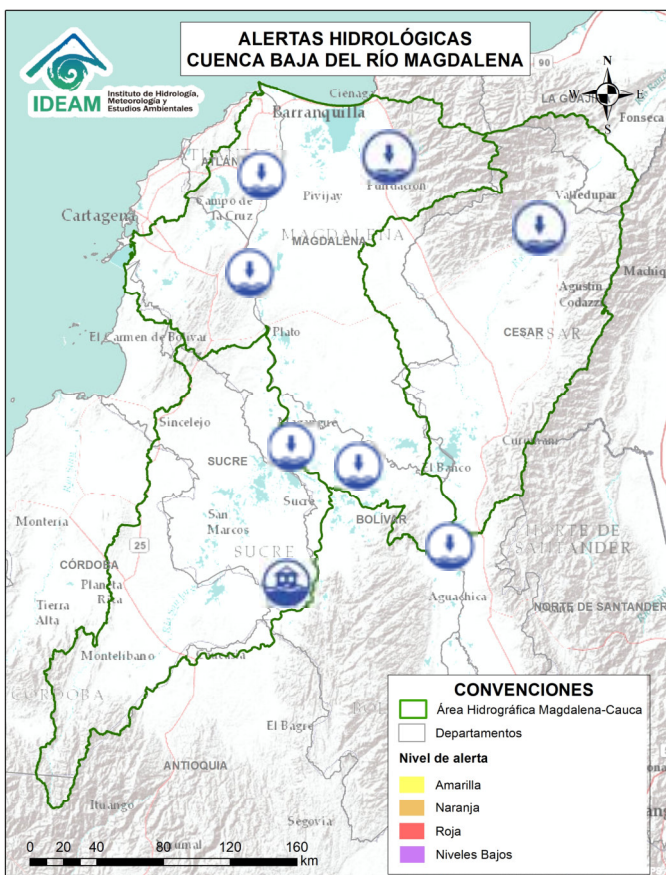 ALERTAS HIDROLÓGICAS
CUENCA BAJA DEL RÍO MAGDALENA
IDEAM
Instituto de Hidrología,
Meteorología y
Estudios Ambientales
90
N
W
E
S
LA GUAJIRA
Fonseca
Ciénaga
Barranquilla
Fundación
Pivijay
Campo de
la Cruz
Cartagena
Valledupar
MAGDALENA
MAGDALENA
Agustín
Codazzi
CESAR
CESAR
El Carmen de Bolívar
Plato
Sincelejo
SUCRE
El Banco
Sucre
San
Marcos
BOLÍVAR
Montería
25
SUCRE
NORTE DE
SANTANDER
CÓRDOBA
Planeta
Rica
Tierra
Alta
Aguachica
NORTE DE SANTANDER
Montelíbano
CÓRDOBA
El Bagre
ANTIOQUIA
Ituango
Segovia
CONVENCIONES
Área Hidrográfica Magdalena-Cauca
Departamentos
Nivel de alerta
Amarilla
Naranja
Roja
Niveles Bajos
0 10 20 40 80 120 160
km